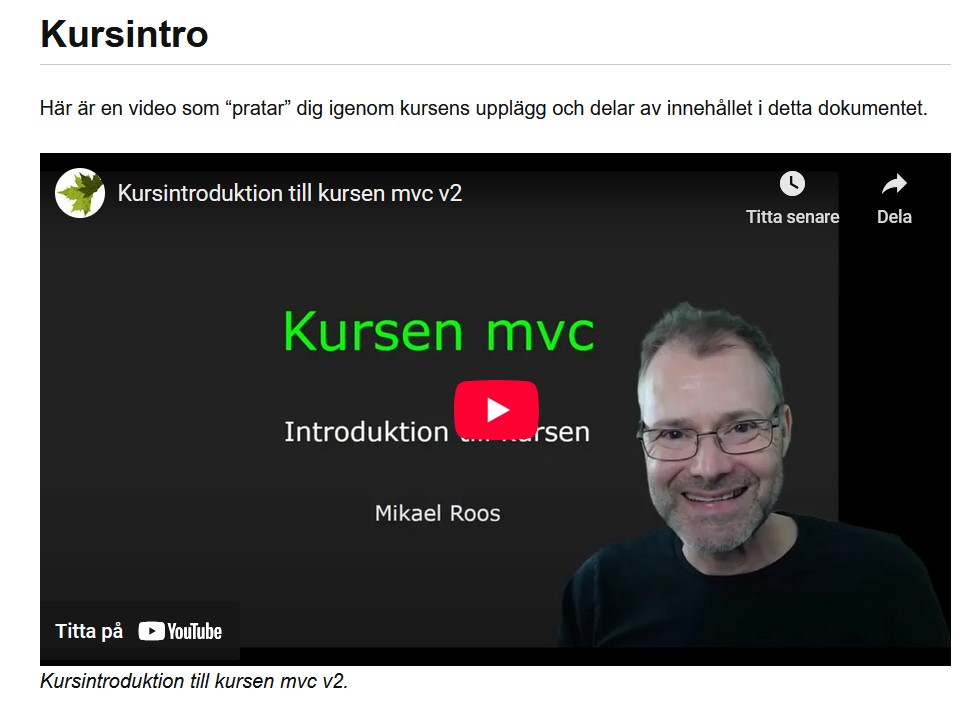 Kursintro
Här är en video som “pratar” dig igenom kursens upplägg och delar av innehållet i detta dokumentet.
Kursintroduktion till kursen mvc v2
Titta senare
Dela
Kursen mvc
Introduktion till kursen
Mikael Roos
Titta på YouTube
Kursintroduktion till kursen mvc v2.